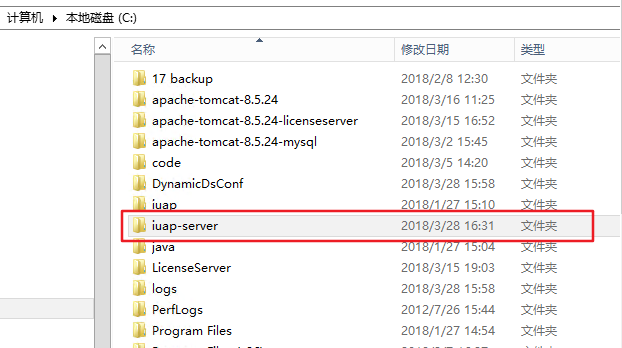 计算机 ▶ 本地磁盘 (C:)
名称 修改日期 类型
17 backup 2018/2/8 12:30 文件夹
apache-tomcat-8.5.24 2018/3/16 11:25 文件夹
apache-tomcat-8.5.24-licenseserver 2018/3/15 16:52 文件夹
apache-tomcat-8.5.24-mysql 2018/3/2 15:45 文件夹
code 2018/3/5 14:20 文件夹
DynamicDsConf 2018/3/28 15:58 文件夹
iuap 2018/1/27 15:10 文件夹
iuap-server 2018/3/28 16:31 文件夹
java 2018/1/27 15:04 文件夹
LicenseServer 2018/3/15 19:03 文件夹
logs 2018/3/28 15:58 文件夹
PerfLogs 2012/7/26 15:44 文件夹
Program Files 2018/1/27 14:54 文件夹